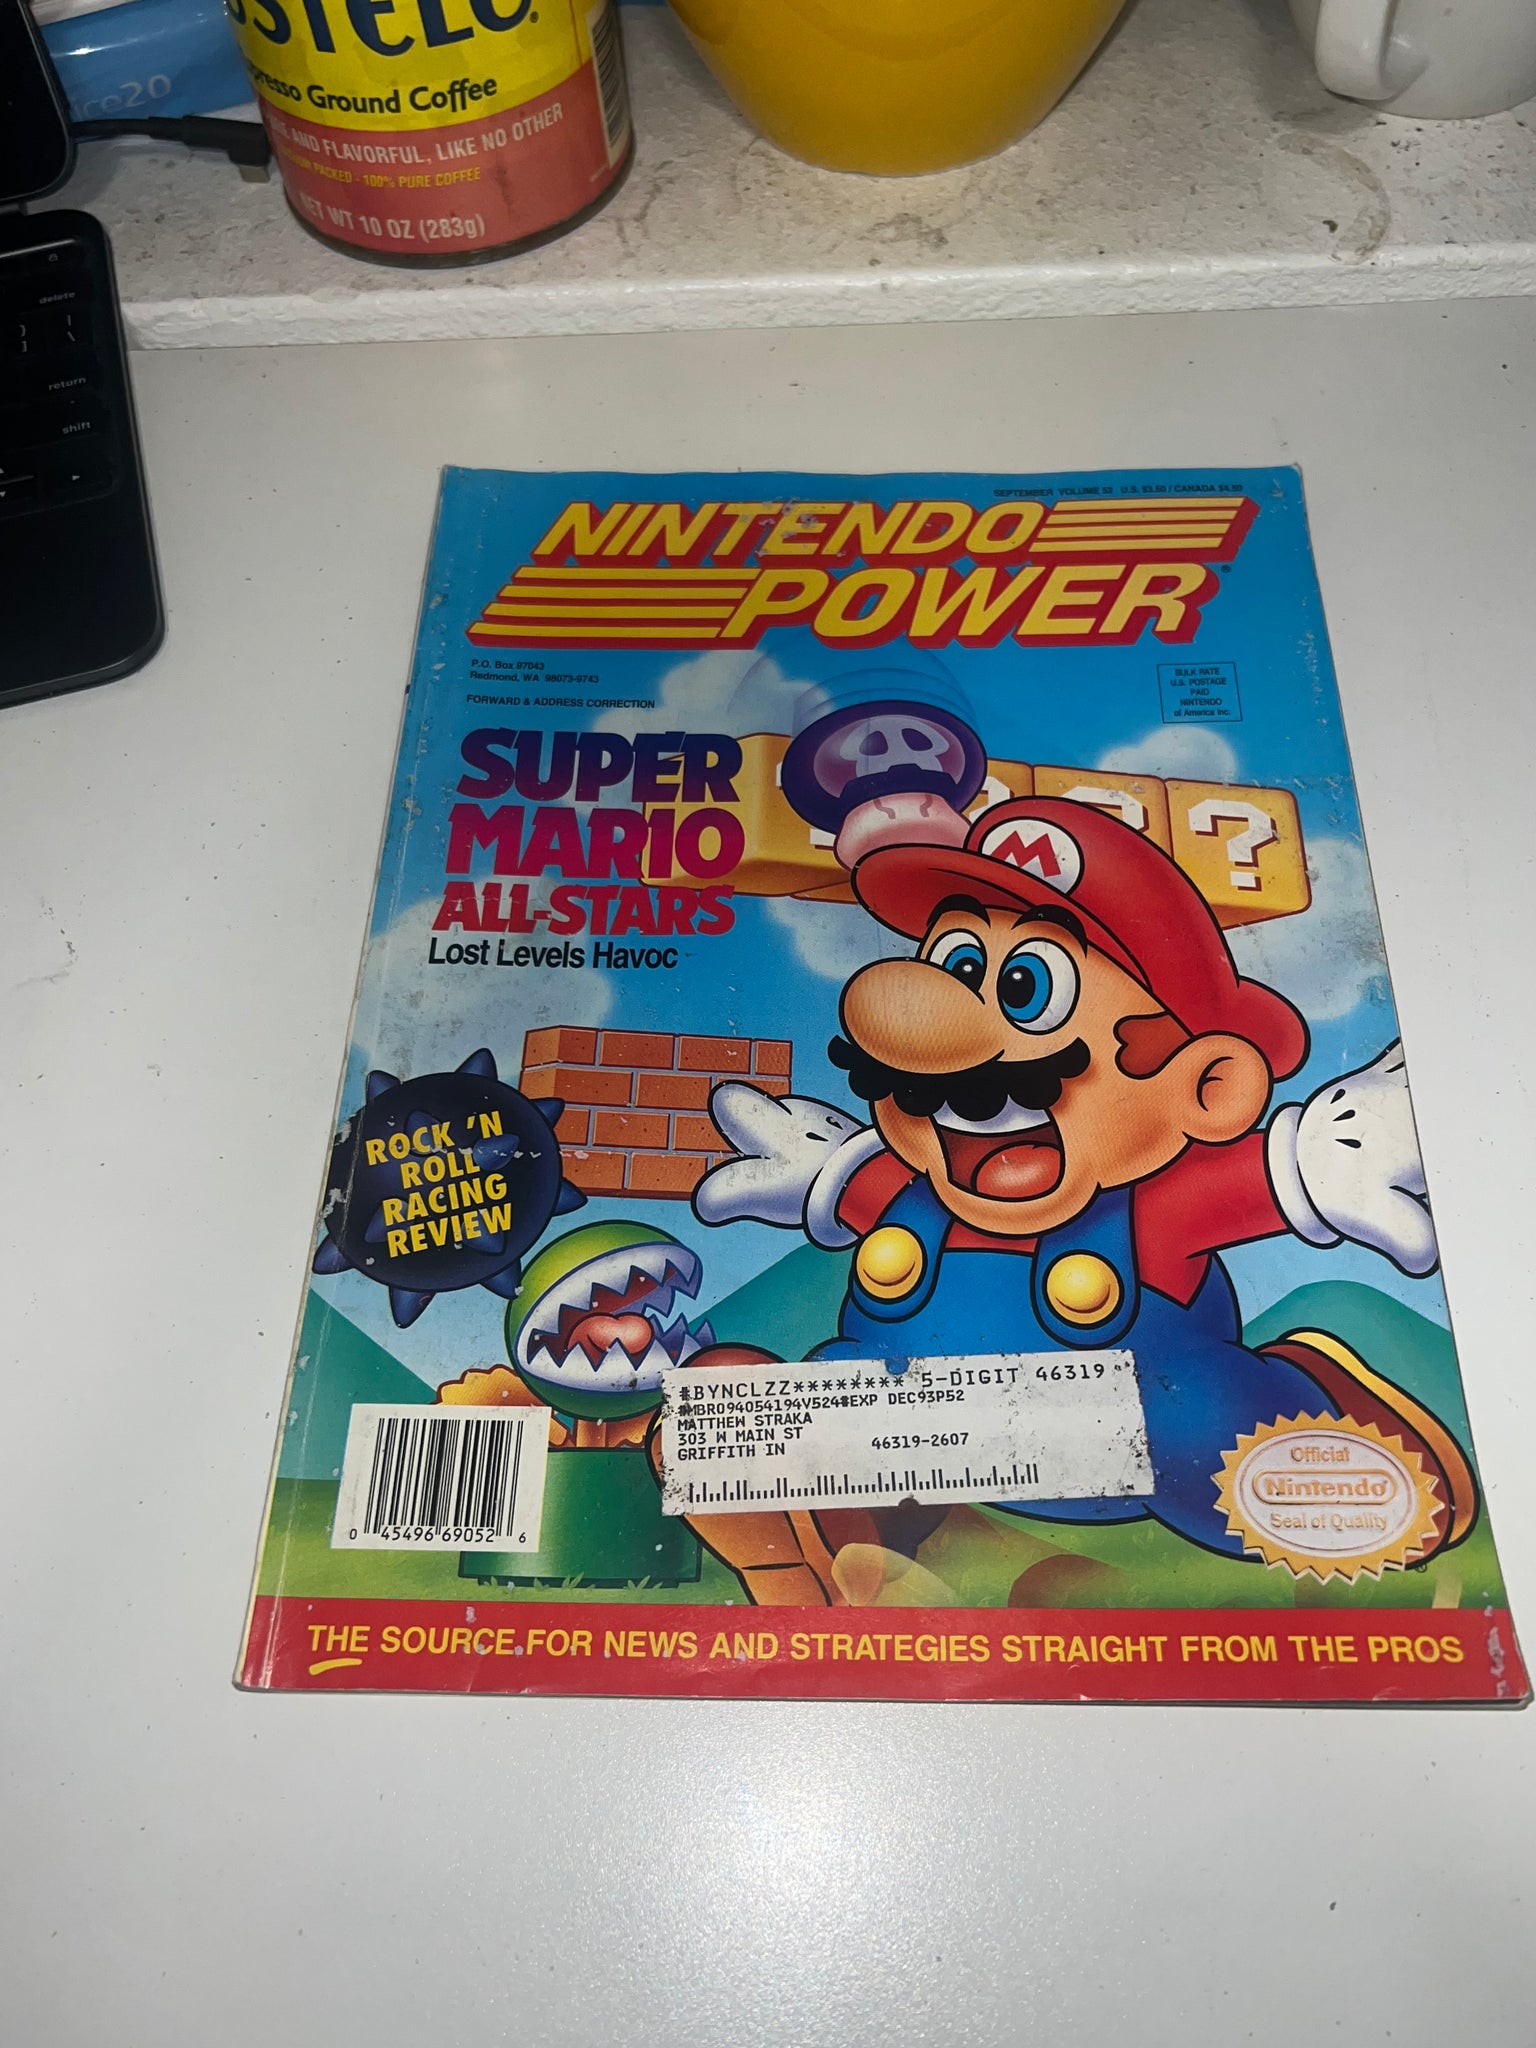 Ground Coffee
AND FLAVORFUL, LIKE NO OTHER
PACKED - 100% PURE COFFEE
NET WT 10 OZ (283g)
delete
return
shift
SEPTEMBER VOLUME 52 U.S. $3.50 / CANADA $4.50
NINTENDO
POWER®
P.O. Box 97043
Redmond, WA 98073-9743
FORWARD & ADDRESS CORRECTION
BULK RATE
U.S. POSTAGE
PAID
NINTENDO
of America Inc.
SUPER
MARIO
ALL-STARS
Lost Levels Havoc
? ?
M
ROCK 'N
ROLL
RACING
REVIEW
#BYNCLZZ******** 5-DIGIT 46319
#MBR094054194V524#EXP DEC93P52
MATTHEW STRAKA
303 W MAIN ST
GRIFFITH IN 46319-2607
0 45496 69052 6
Official
Nintendo
Seal of Quality
THE SOURCE FOR NEWS AND STRATEGIES STRAIGHT FROM THE PROS